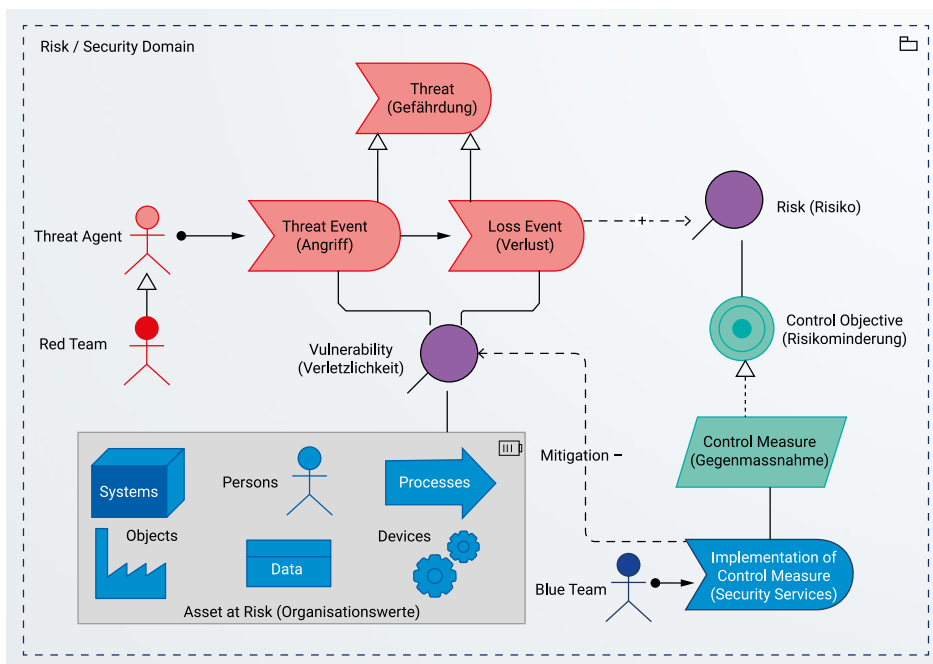 Risk / Security Domain
Threat
(Gefährdung)
Threat Agent
Threat Event
(Angriff)
Loss Event
(Verlust)
+
Risk (Risiko)
Red Team
Vulnerability
(Verletzlichkeit)
Control Objective
(Risikominderung)
Mitigation –
Control Measure
(Gegenmassnahme)
Systems
Persons
Processes
Objects
Data
Devices
Asset at Risk (Organisationswerte)
Blue Team
Implementation of
Control Measure
(Security Services)